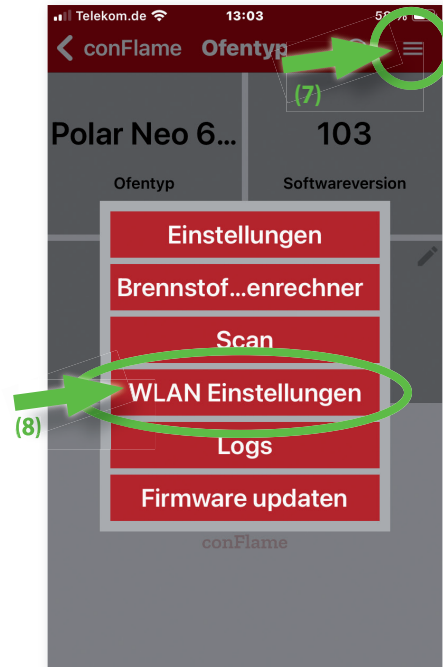 Telekom.de 13:03
conFlame Ofentyp
(7)
Polar Neo 6... 103
Ofentyp Softwareversion
Einstellungen
Brennstof...enrechner
Scan
WLAN Einstellungen
(8)
Logs
Firmware updaten
conFlame